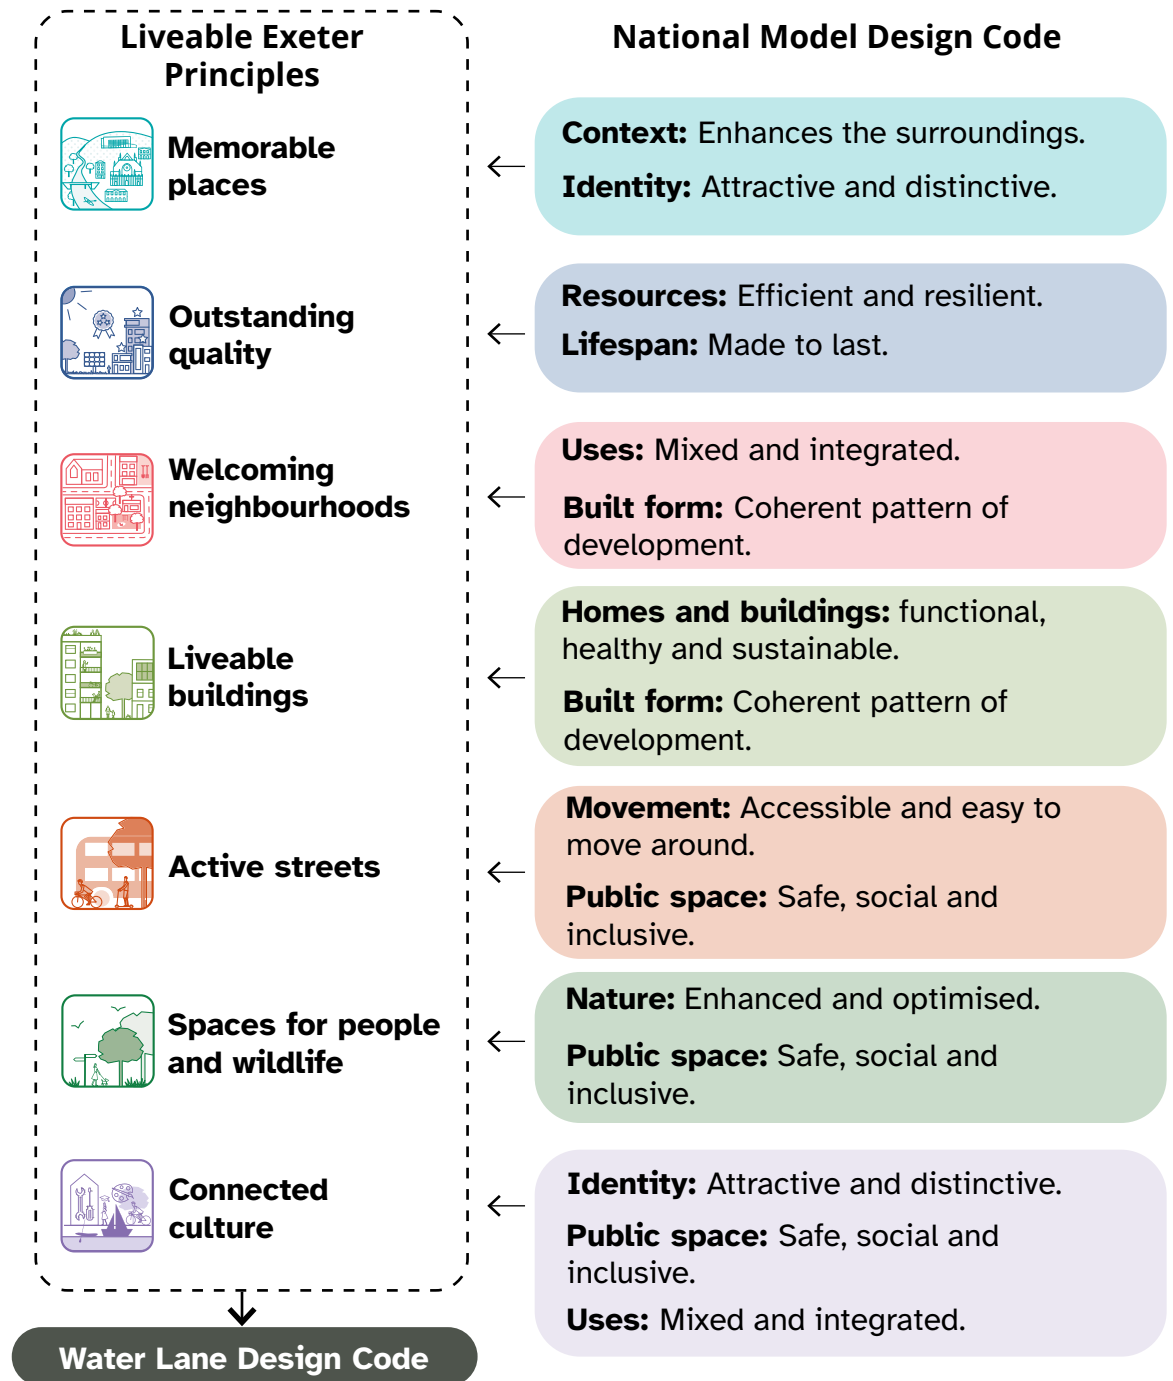 Liveable Exeter
Principles
National Model Design Code
Memorable
places
Context: Enhances the surroundings.
Identity: Attractive and distinctive.
Outstanding
quality
Resources: Efficient and resilient.
Lifespan: Made to last.
Welcoming
neighbourhoods
Uses: Mixed and integrated.
Built form: Coherent pattern of
development.
Liveable
buildings
Homes and buildings: functional,
healthy and sustainable.
Built form: Coherent pattern of
development.
Active streets
Movement: Accessible and easy to
move around.
Public space: Safe, social and
inclusive.
Spaces for people
and wildlife
Nature: Enhanced and optimised.
Public space: Safe, social and
inclusive.
Connected
culture
Identity: Attractive and distinctive.
Public space: Safe, social and
inclusive.
Uses: Mixed and integrated.
Water Lane Design Code